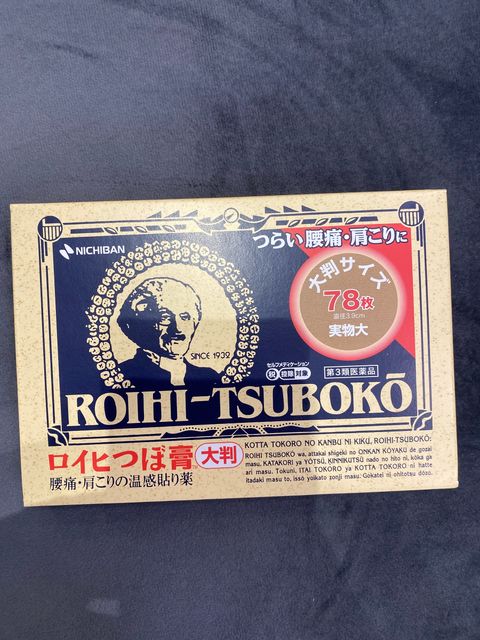 NICHIBAN
つらい腰痛・肩こりに
大判サイズ
78枚
直径3.9cm
実物大
SINCE 1932
セルフメディケーション
税 控除 対象
第3類医薬品
ROIHI-TSUBOKŌ
ロイヒつぼ膏 大判
腰痛・肩こりの温感貼り薬
KOTTA TOKORO NO KANBU NI KIKU, ROIHI-TSUBOKŌ:
ROIHI TSUBOKŌ wa, attakai shigeki no ONKAN KŌYAKU de gozai
masu. KATAKORI ya YŌTSŪ, KINNIKUTSŪ nado no hito ni, kōka ga
ari masu. Tokuni, ITAI TOKORO ya KOTTA TOKORO ni hatte
itadaki masu to, issō yoikato zonji masu. Gokatei ni ohitotsu dōzo.